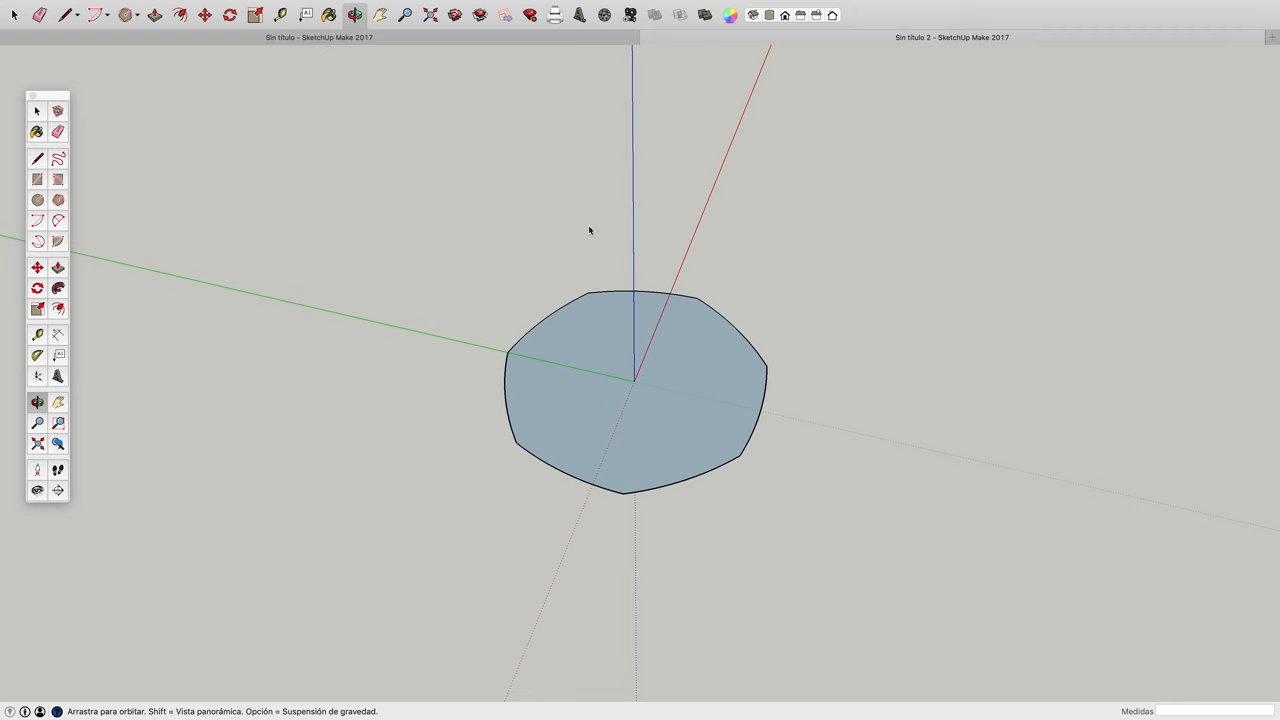 Sin título - SketchUp Make 2017
Sin título 2 - SketchUp Make 2017
Arrastra para orbitar. Shift = Vista panorámica. Opción = Suspensión de gravedad.
Medidas